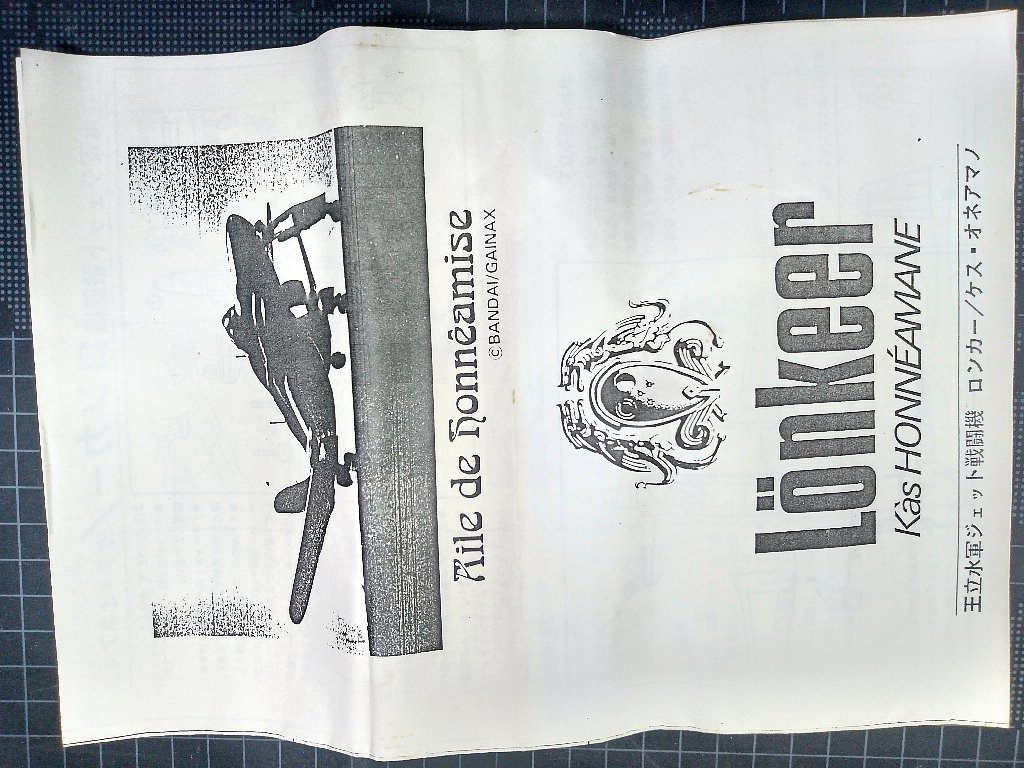 Aile de honnêamise
©BANDAI/GAINAX
Lönkeer
Kàs HONNÉAMANE
王立水軍ジェット戦闘機 ロンカー/ケス・オネアマノ